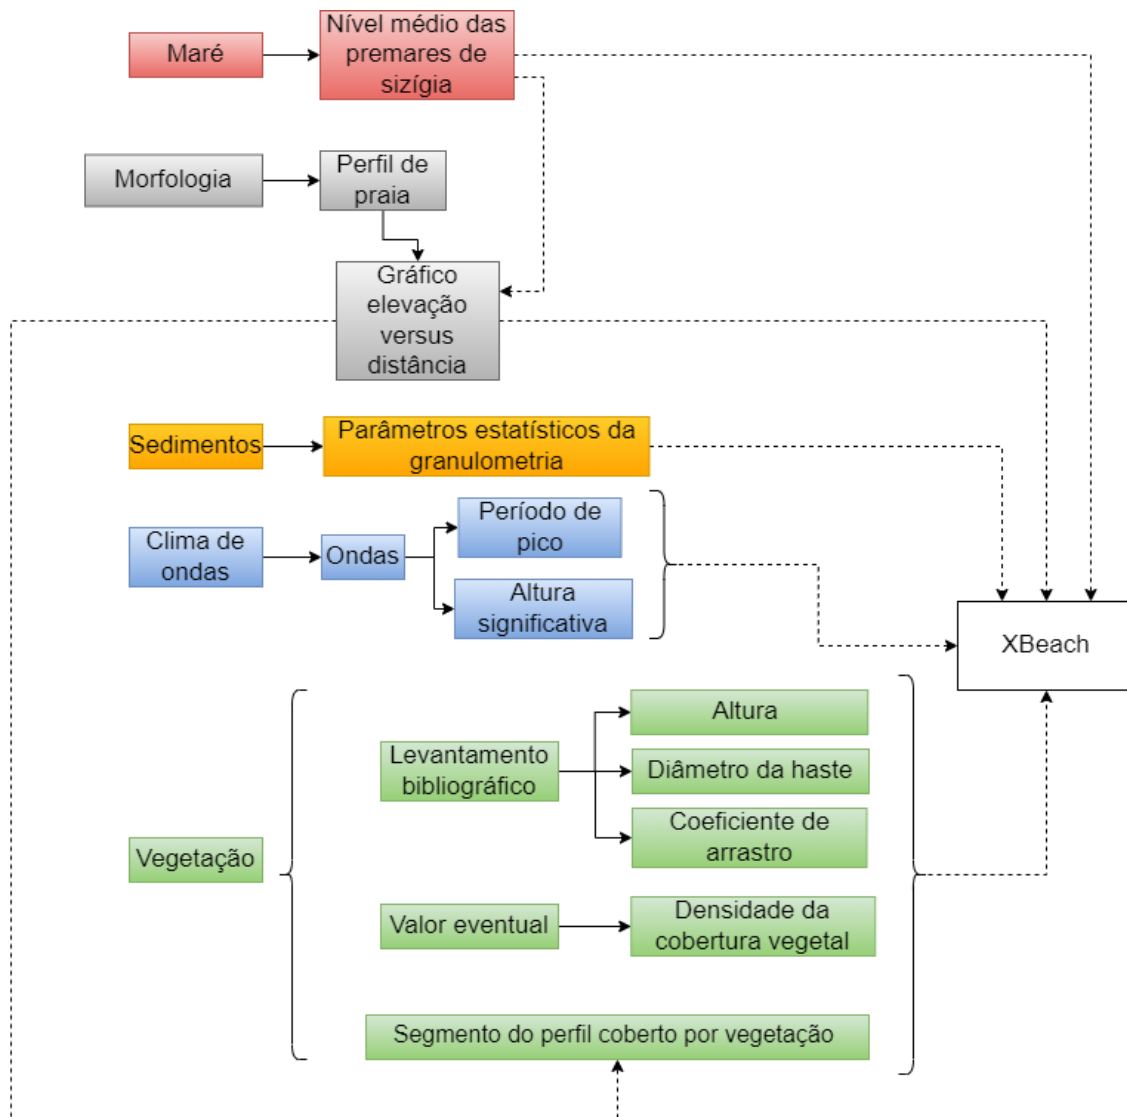 Maré
Nível médio das
premares de
sizígia
Morfologia
Perfil de
praia
Gráfico
elevação
versus
distância
Sedimentos
Parâmetros estatísticos da
granulometria
Clima de
ondas
Ondas
Período de
pico
Altura
significativa
XBeach
Vegetação
Levantamento
bibliográfico
Altura
Diâmetro da haste
Coeficiente de
arrastro
Valor eventual
Densidade da
cobertura vegetal
Segmento do perfil coberto por vegetação